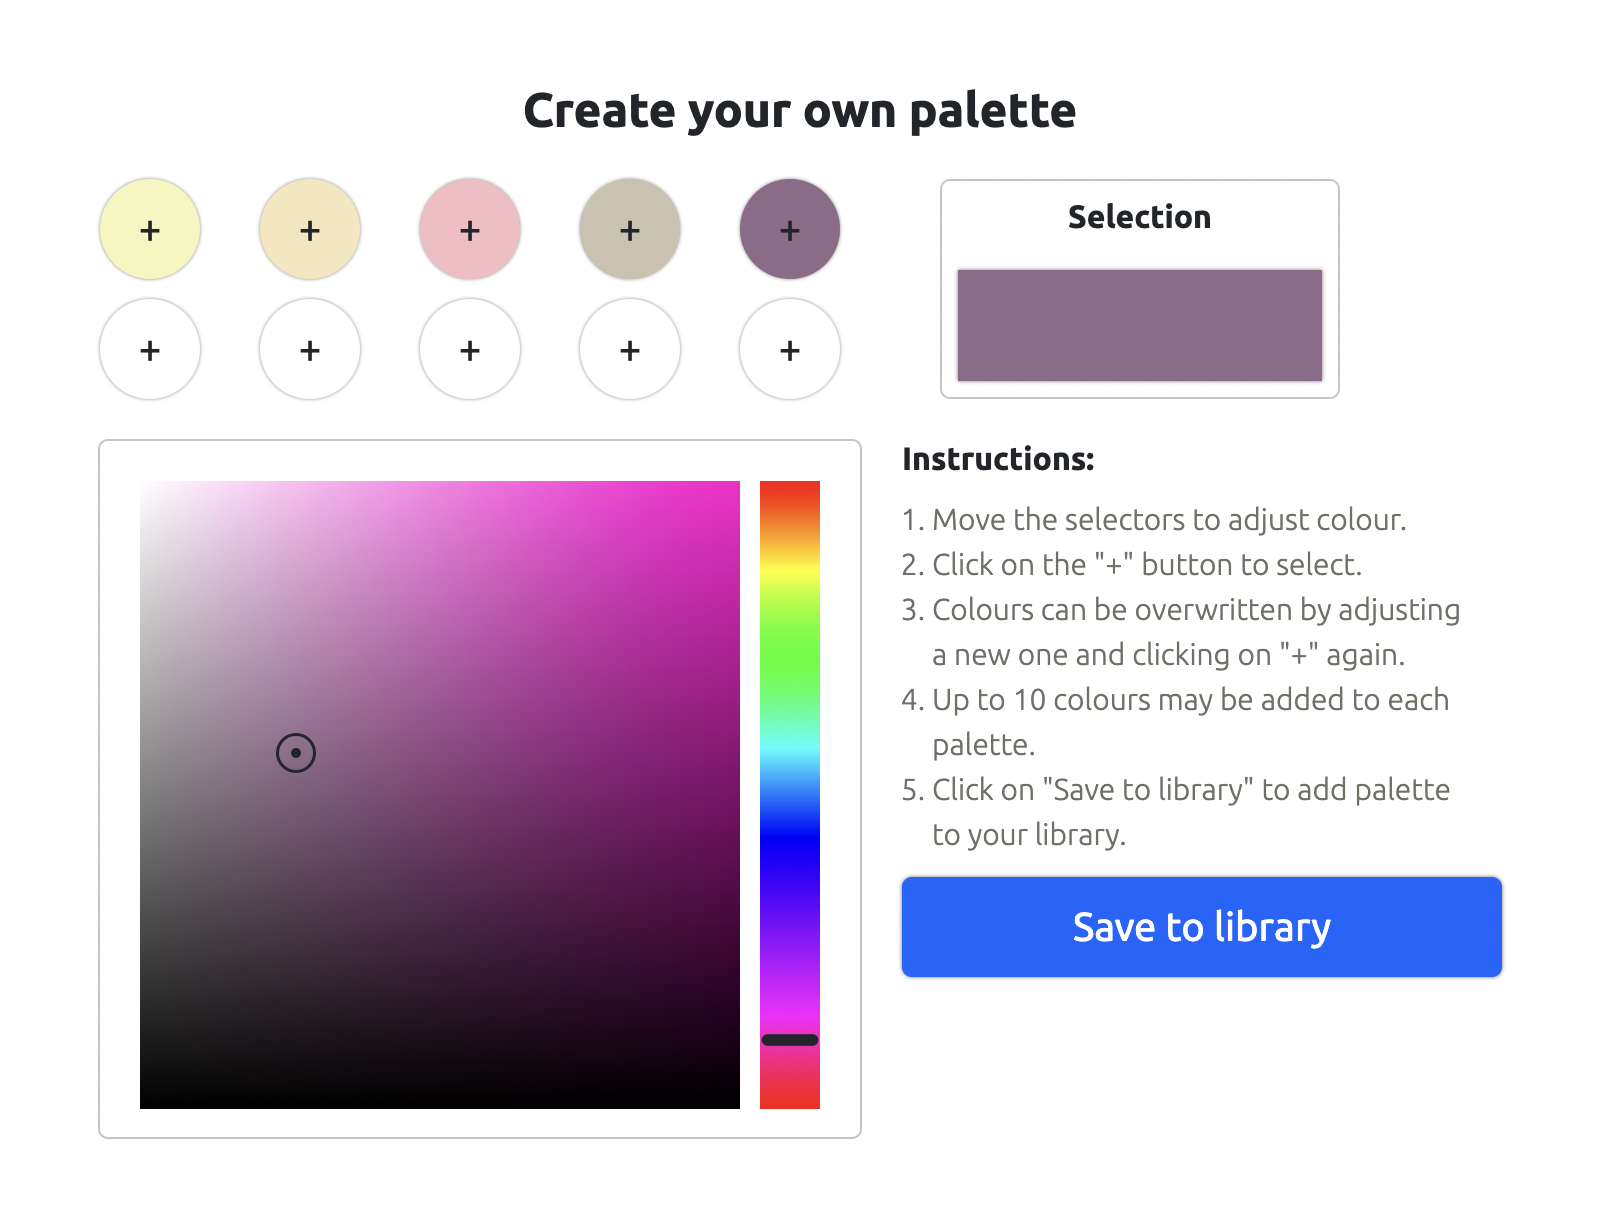 Create your own palette
+ + + + +
+ + + + +
Selection
Instructions:
1. Move the selectors to adjust colour.
2. Click on the "+" button to select.
3. Colours can be overwritten by adjusting
a new one and clicking on "+" again.
4. Up to 10 colours may be added to each
palette.
5. Click on "Save to library" to add palette
to your library.
Save to library